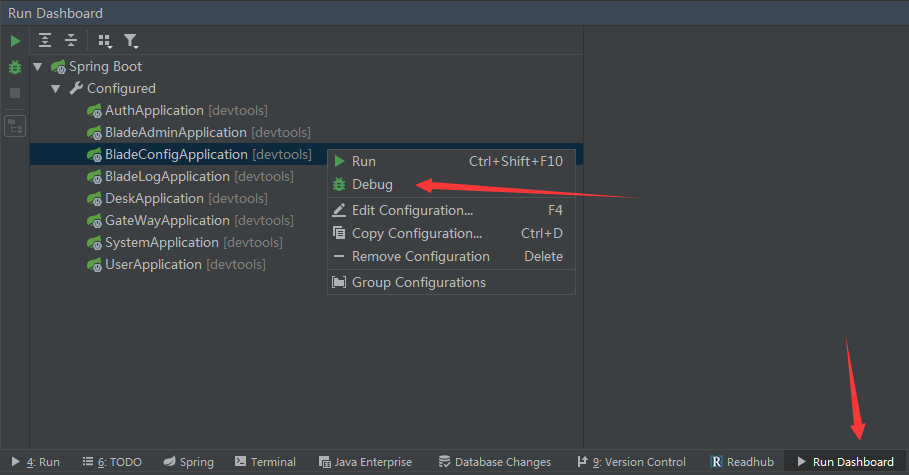 Run Dashboard
Spring Boot
Configured
AuthApplication [devtools]
BladeAdminApplication [devtools]
BladeConfigApplication [devtools]
Run Ctrl+Shift+F10
BladeLogApplication [devtools]
Debug
DeskApplication [devtools]
Edit Configuration... F4
GateWayApplication [devtools]
Copy Configuration... Ctrl+D
SystemApplication [devtools]
Remove Configuration Delete
UserApplication [devtools]
Group Configurations
4: Run 6: TODO Spring Terminal Java Enterprise Database Changes 9: Version Control R Readhub Run Dashboard